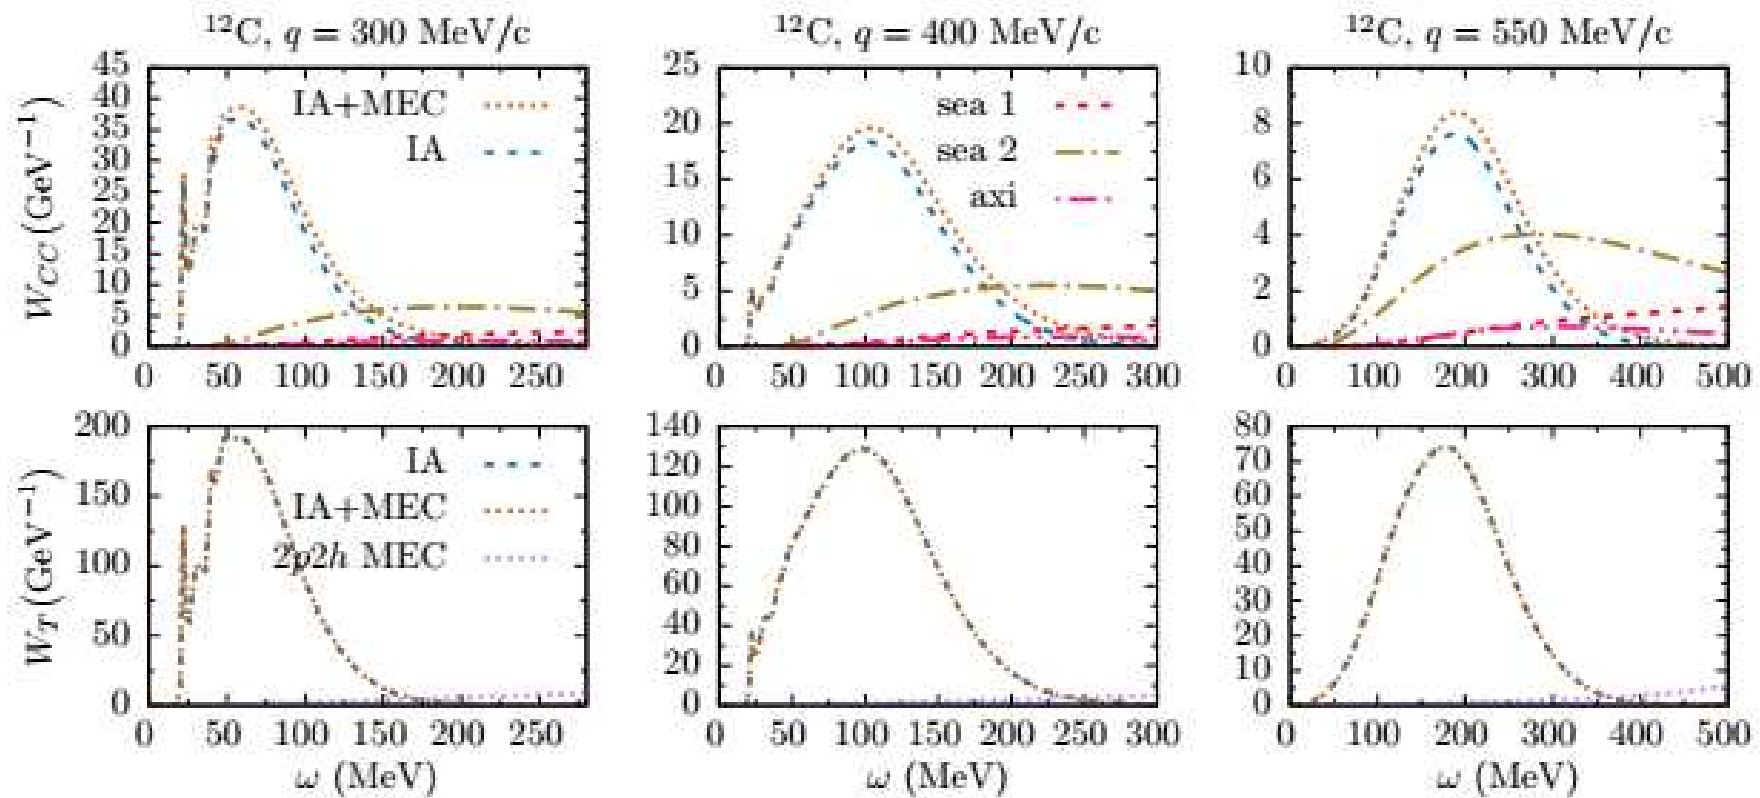 ¹²C, q = 300 MeV/c
¹²C, q = 400 MeV/c
¹²C, q = 550 MeV/c
W_CC (GeV⁻¹)
45
40
35
30
25
20
15
10
5
0
IA+MEC
IA
0 50 100 150 200 250
25
20
15
10
5
0
sea 1
sea 2
axi
0 50 100 150 200 250 300
10
8
6
4
2
0
0 100 200 300 400 500
W_T (GeV⁻¹)
200
150
100
50
0
IA
IA+MEC
2p2h MEC
0 50 100 150 200 250
ω (MeV)
140
120
100
80
60
40
20
0
0 50 100 150 200 250 300
ω (MeV)
80
70
60
50
40
30
20
10
0
0 100 200 300 400 500
ω (MeV)